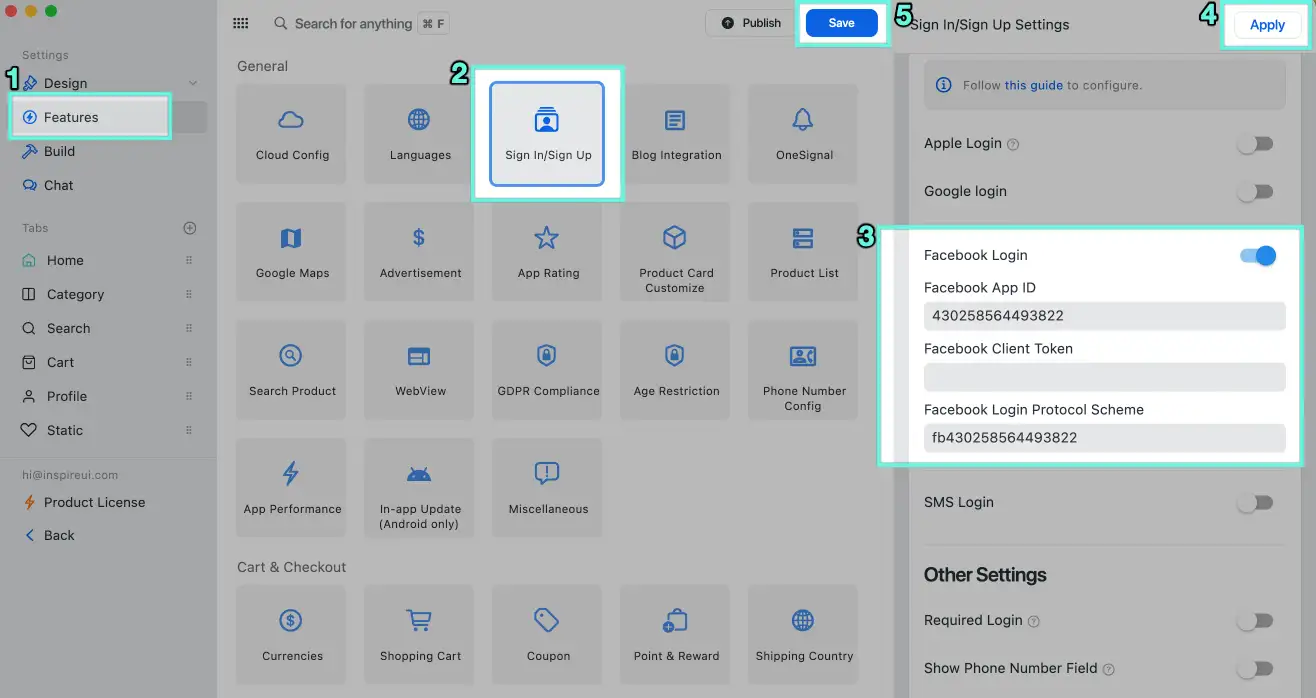 Settings
1
Design
Features
Build
Chat
Tabs
Home
Category
Search
Cart
Profile
Static
hi@inspireui.com
Product License
Back
Search for anything ⌘ F
Publish
Save
5
General
Cloud Config
Languages
2
Sign In/Sign Up
Blog Integration
OneSignal
Google Maps
Advertisement
App Rating
Product Card
Customize
Product List
Search Product
WebView
GDPR Compliance
Age Restriction
Phone Number
Config
App Performance
In-app Update
(Android only)
Miscellaneous
Cart & Checkout
Currencies
Shopping Cart
Coupon
Point & Reward
Shipping Country
Sign In/Sign Up Settings
4
Apply
Follow this guide to configure.
Apple Login
Google login
3
Facebook Login
Facebook App ID
430258564493822
Facebook Client Token
Facebook Login Protocol Scheme
fb430258564493822
SMS Login
Other Settings
Required Login
Show Phone Number Field